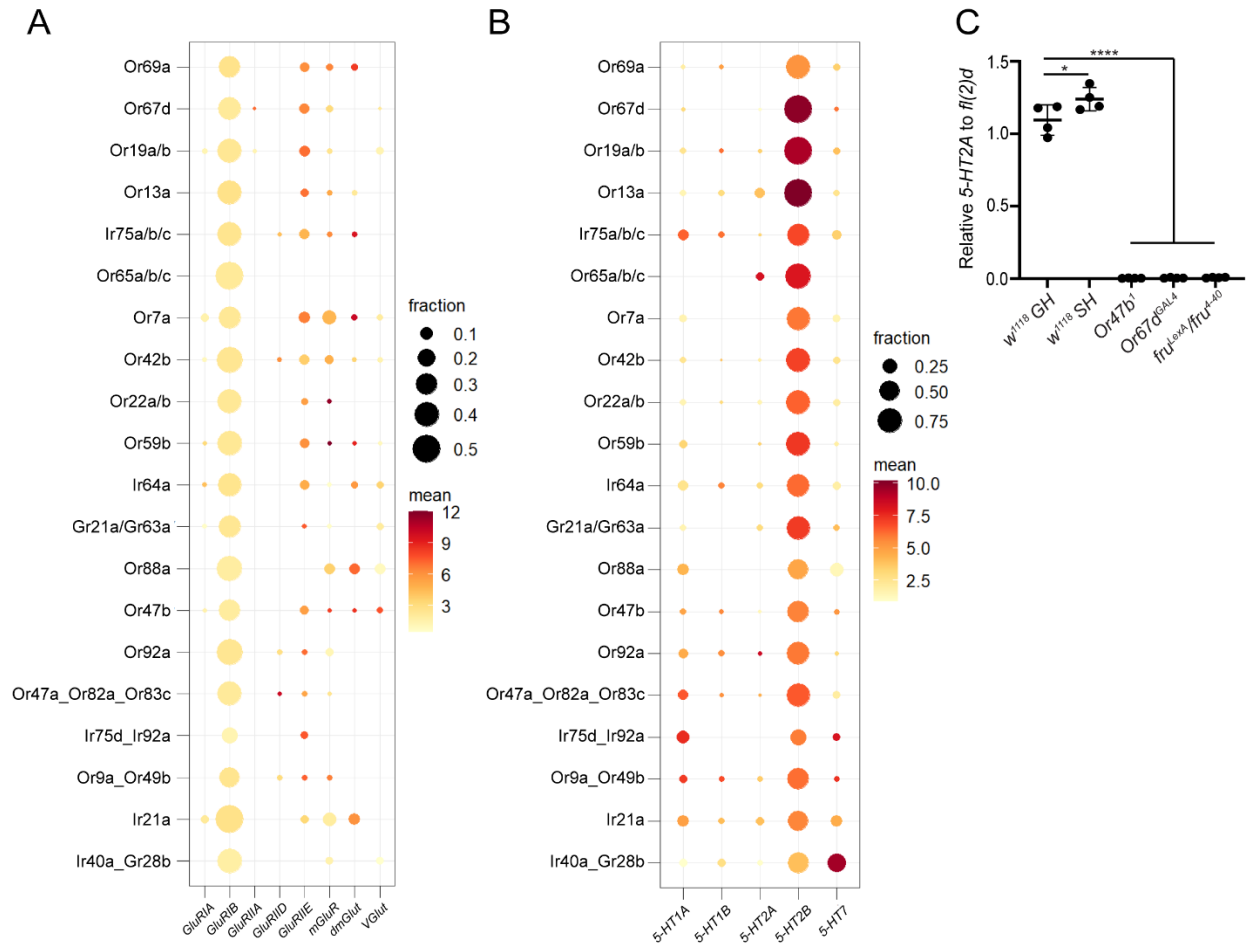 A
B
C
Or69a
Or67d
Or19a/b
Or13a
Ir75a/b/c
Or65a/b/c
Or7a
Or42b
Or22a/b
Or59b
Ir64a
Gr21a/Gr63a
Or88a
Or47b
Or92a
Or47a_Or82a_Or83c
Ir75d_Ir92a
Or9a_Or49b
Ir21a
Ir40a_Gr28b
GluRIA
GluRIB
GluRIIA
GluRIID
GluRIIE
mGluR
dmGlut
VGlut
fraction
0.1
0.2
0.3
0.4
0.5
mean
12
9
6
3
Or69a
Or67d
Or19a/b
Or13a
Ir75a/b/c
Or65a/b/c
Or7a
Or42b
Or22a/b
Or59b
Ir64a
Gr21a/Gr63a
Or88a
Or47b
Or92a
Or47a_Or82a_Or83c
Ir75d_Ir92a
Or9a_Or49b
Ir21a
Ir40a_Gr28b
5-HT1A
5-HT1B
5-HT2A
5-HT2B
5-HT7
fraction
0.25
0.50
0.75
mean
10.0
7.5
5.0
2.5
Relative 5-HT2A to fl(2)d
1.5
1.0
0.5
0.0
****
*
w1118 GH
w1118 SH
Or47b1
Or67dGAL4
fruLexA/fru4-40